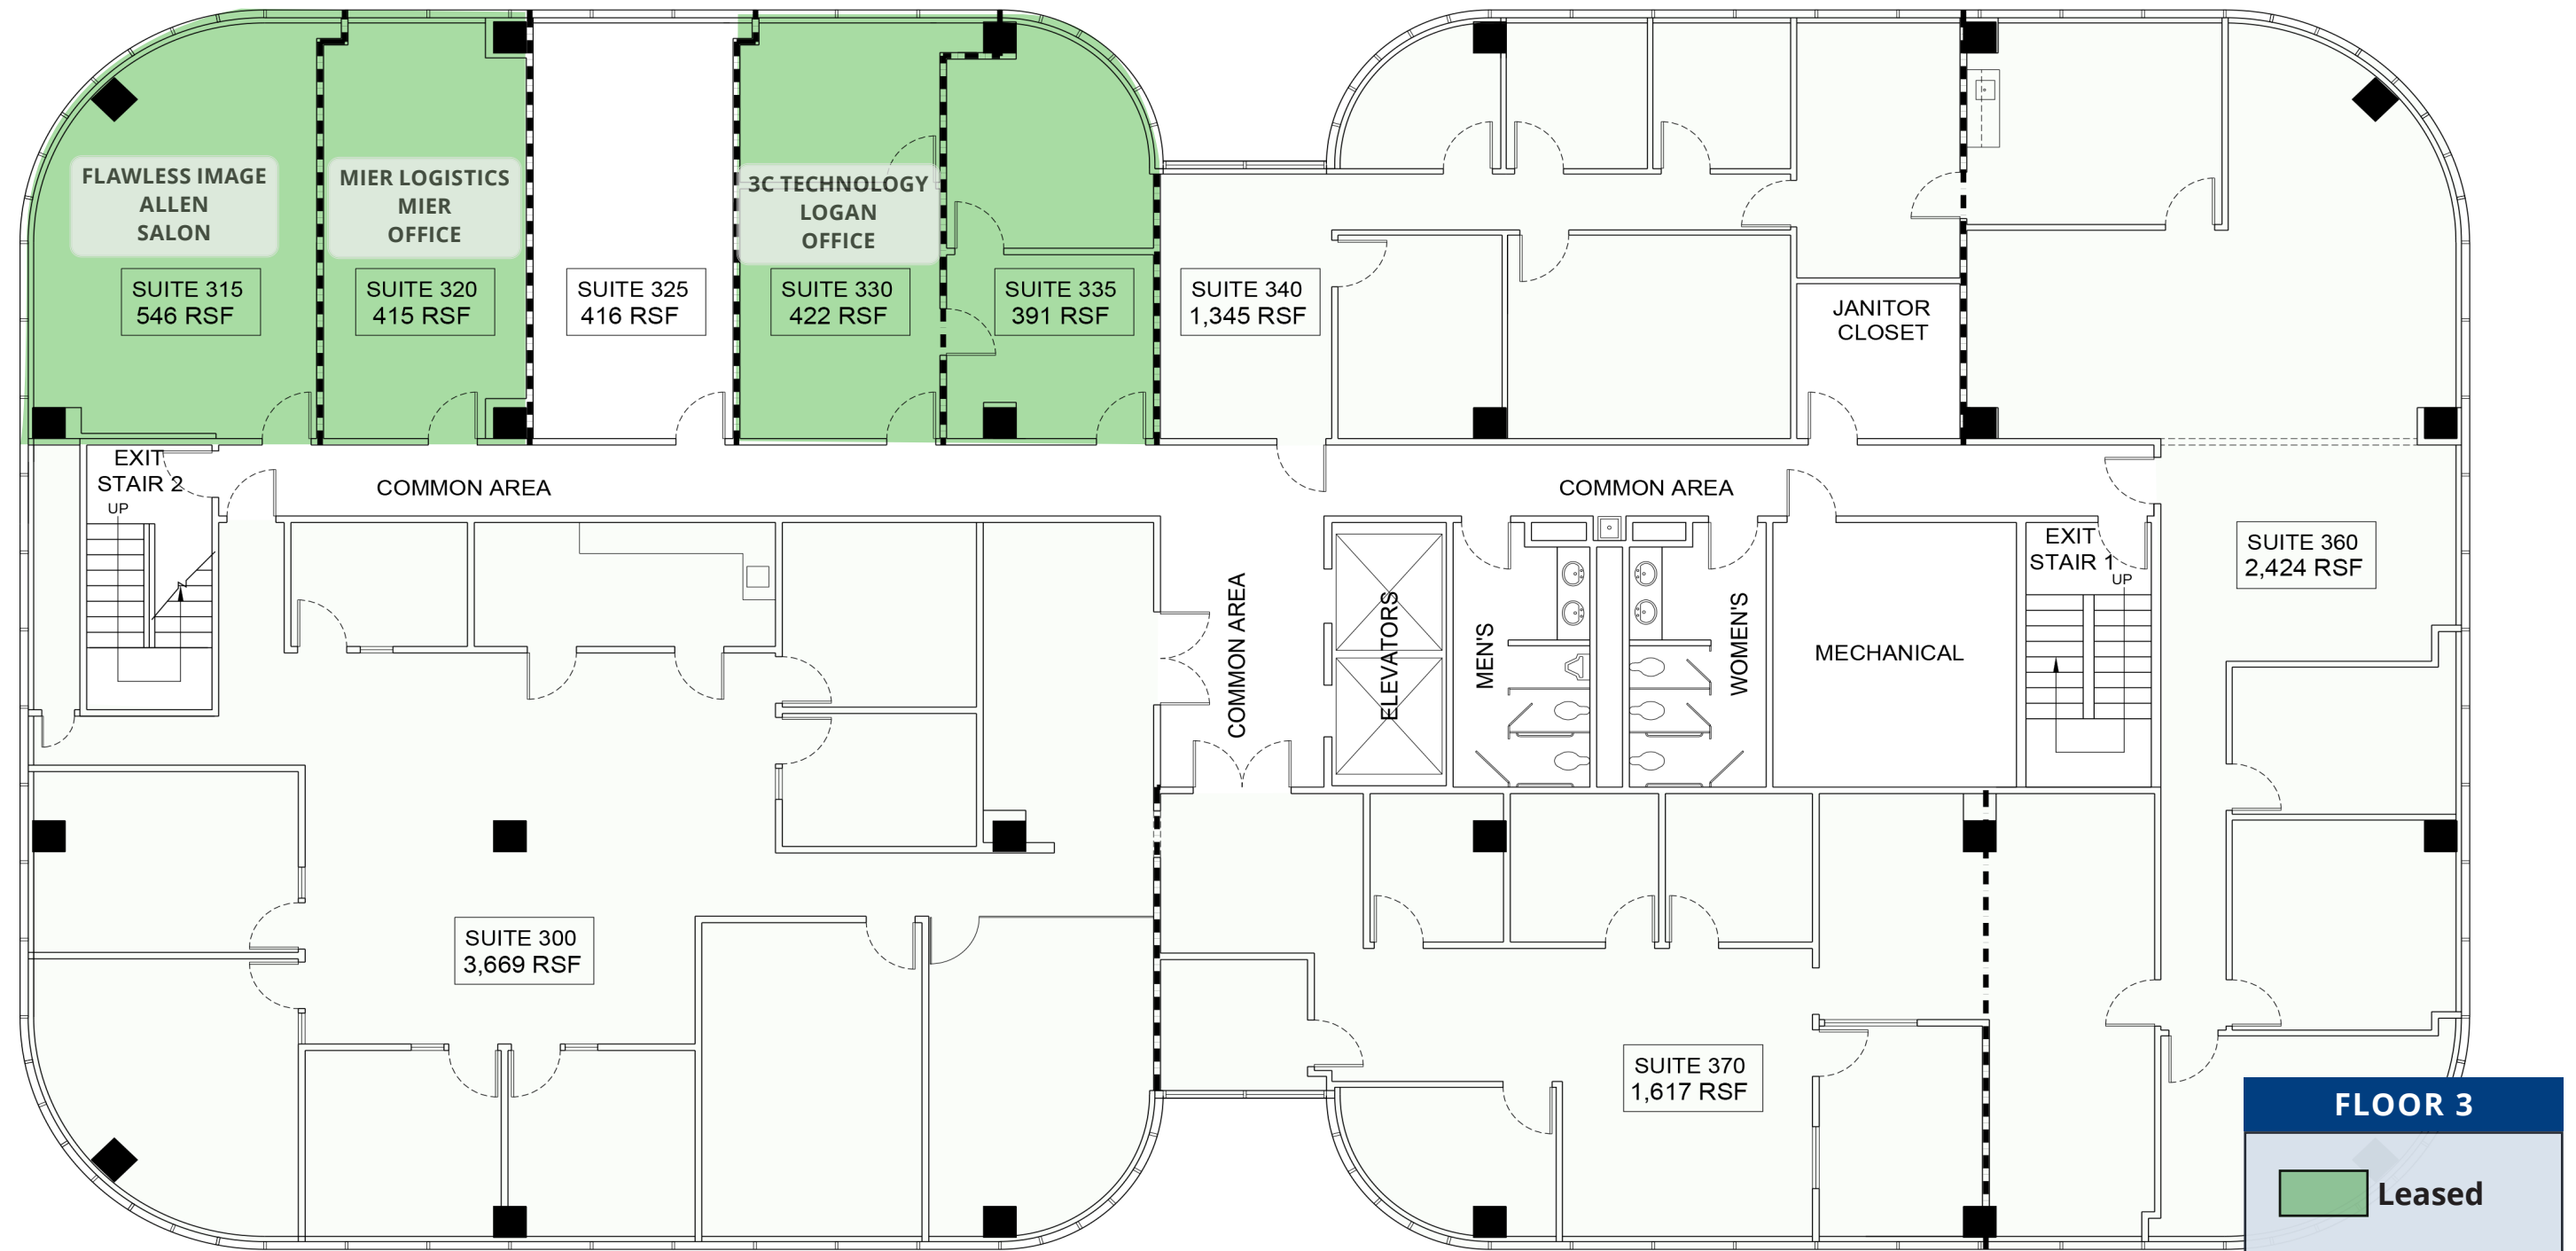 FLAWLESS IMAGE
ALLEN
SALON
SUITE 315
546 RSF
MIER LOGISTICS
MIER
OFFICE
SUITE 320
415 RSF
SUITE 325
416 RSF
3C TECHNOLOGY
LOGAN
OFFICE
SUITE 330
422 RSF
SUITE 335
391 RSF
SUITE 340
1,345 RSF
JANITOR
CLOSET
EXIT
STAIR 2
UP
COMMON AREA
COMMON AREA
COMMON AREA
ELEVATORS
MEN'S
WOMEN'S
MECHANICAL
EXIT
STAIR 1
UP
SUITE 360
2,424 RSF
SUITE 300
3,669 RSF
SUITE 370
1,617 RSF
FLOOR 3
Leased